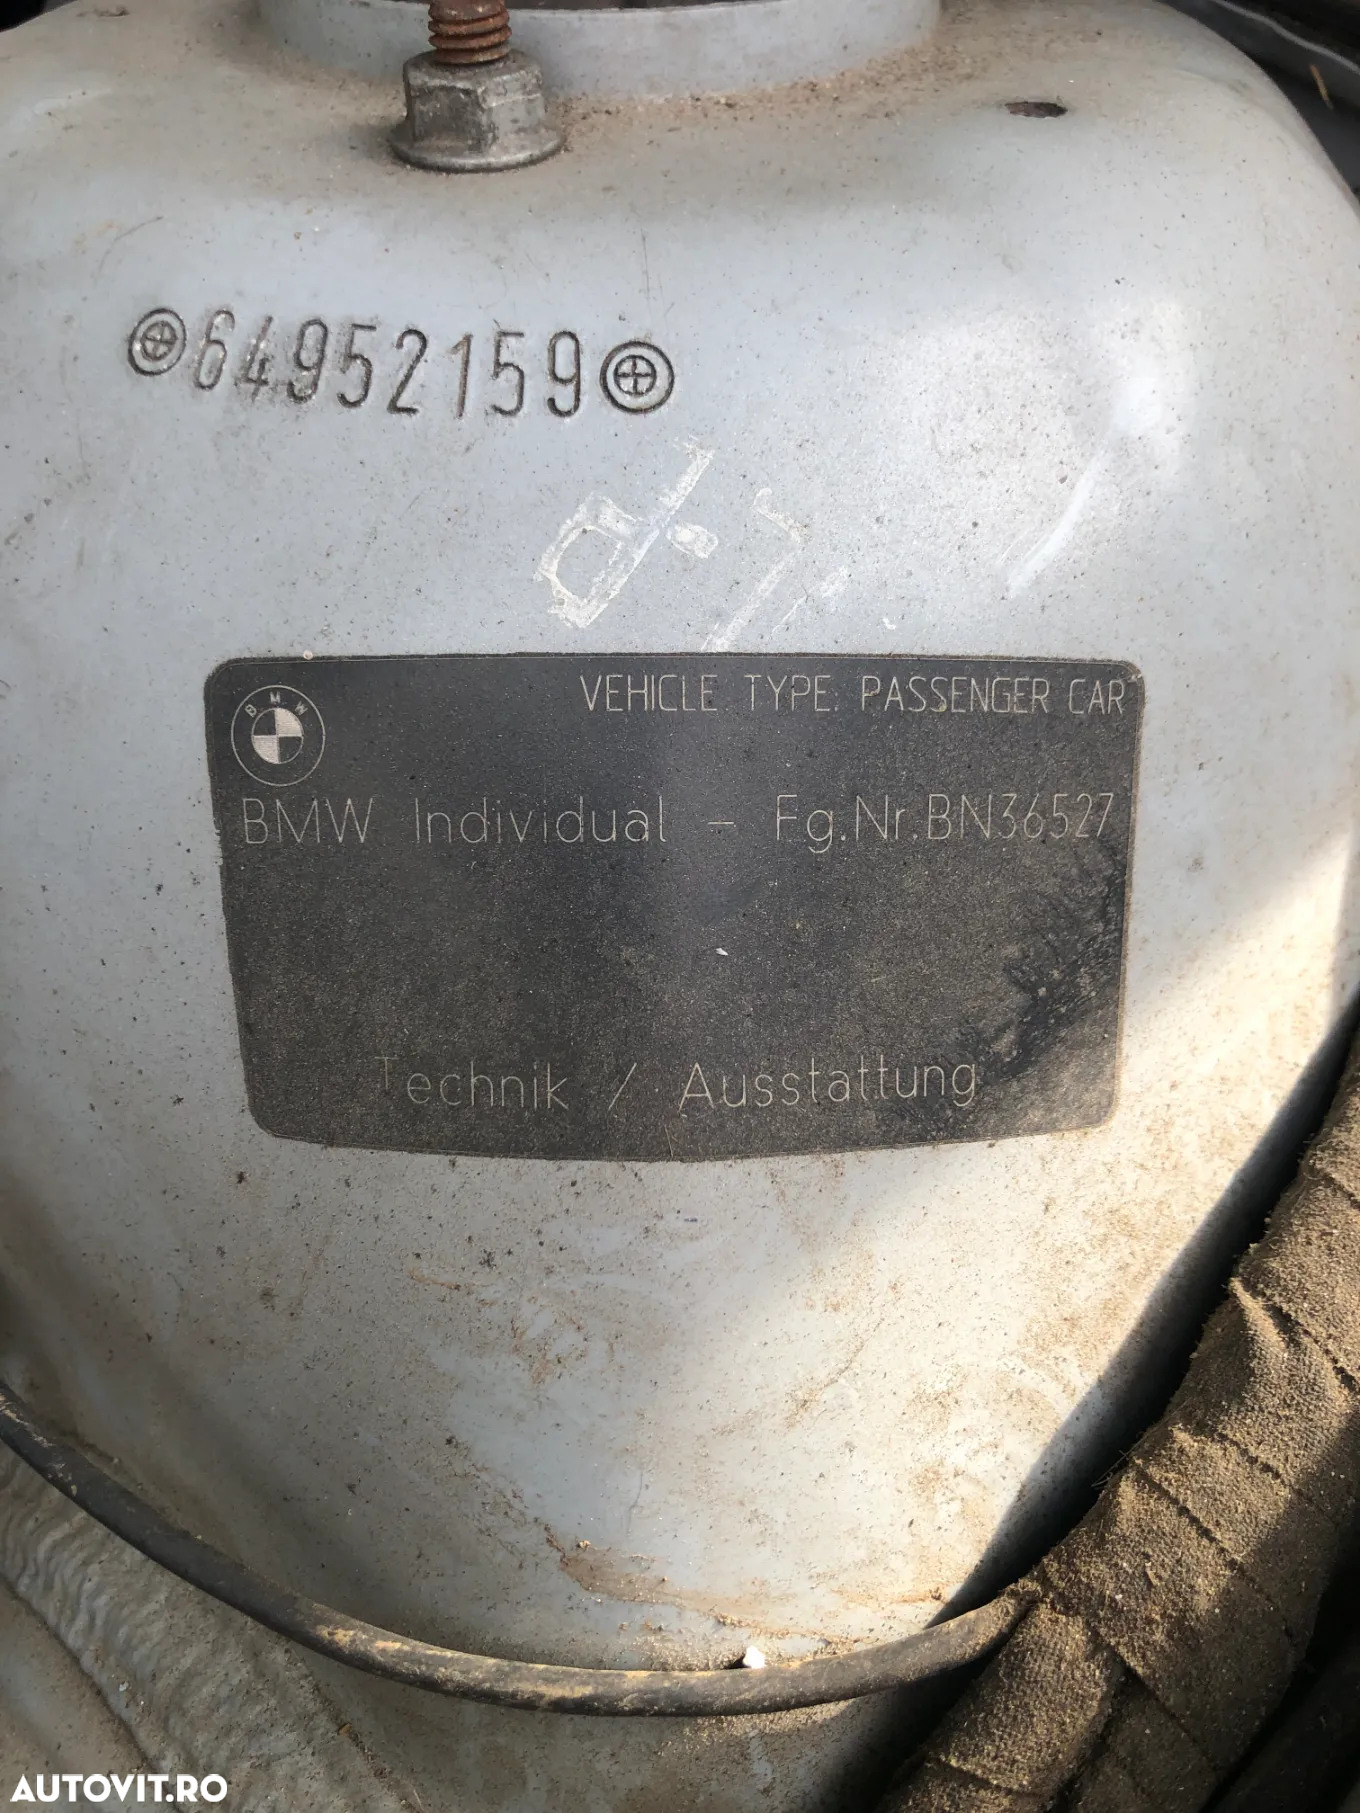 64952159
VEHICLE TYPE: PASSENGER CAR
BMW
BMW Individual - Fg.Nr.BN36527
Technik / Ausstattung
AUTOVIT.RO